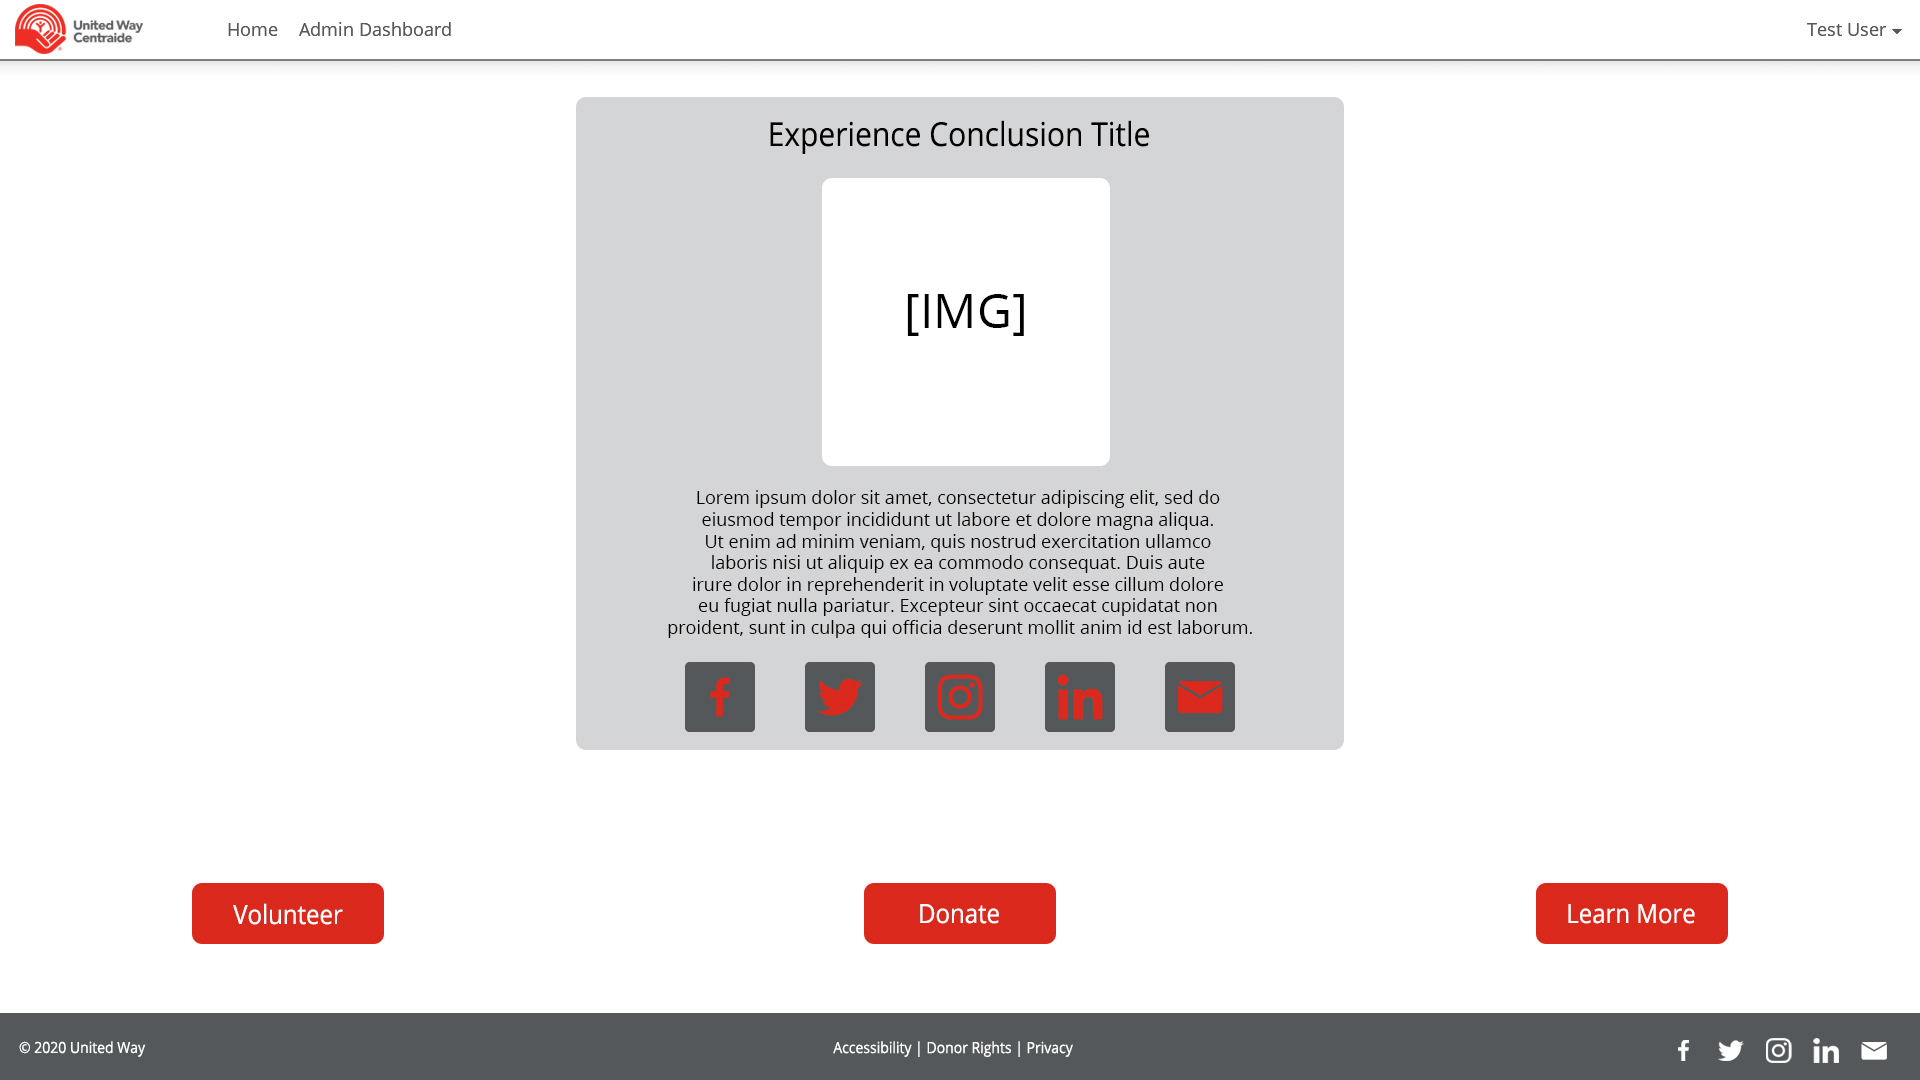 United Way
Centraide
Home
Admin Dashboard
Test User
Experience Conclusion Title
[IMG]
Lorem ipsum dolor sit amet, consectetur adipiscing elit, sed do
eiusmod tempor incididunt ut labore et dolore magna aliqua.
Ut enim ad minim veniam, quis nostrud exercitation ullamco
laboris nisi ut aliquip ex ea commodo consequat. Duis aute
irure dolor in reprehenderit in voluptate velit esse cillum dolore
eu fugiat nulla pariatur. Excepteur sint occaecat cupidatat non
proident, sunt in culpa qui officia deserunt mollit anim id est laborum.
Volunteer
Donate
Learn More
© 2020 United Way
Accessibility | Donor Rights | Privacy